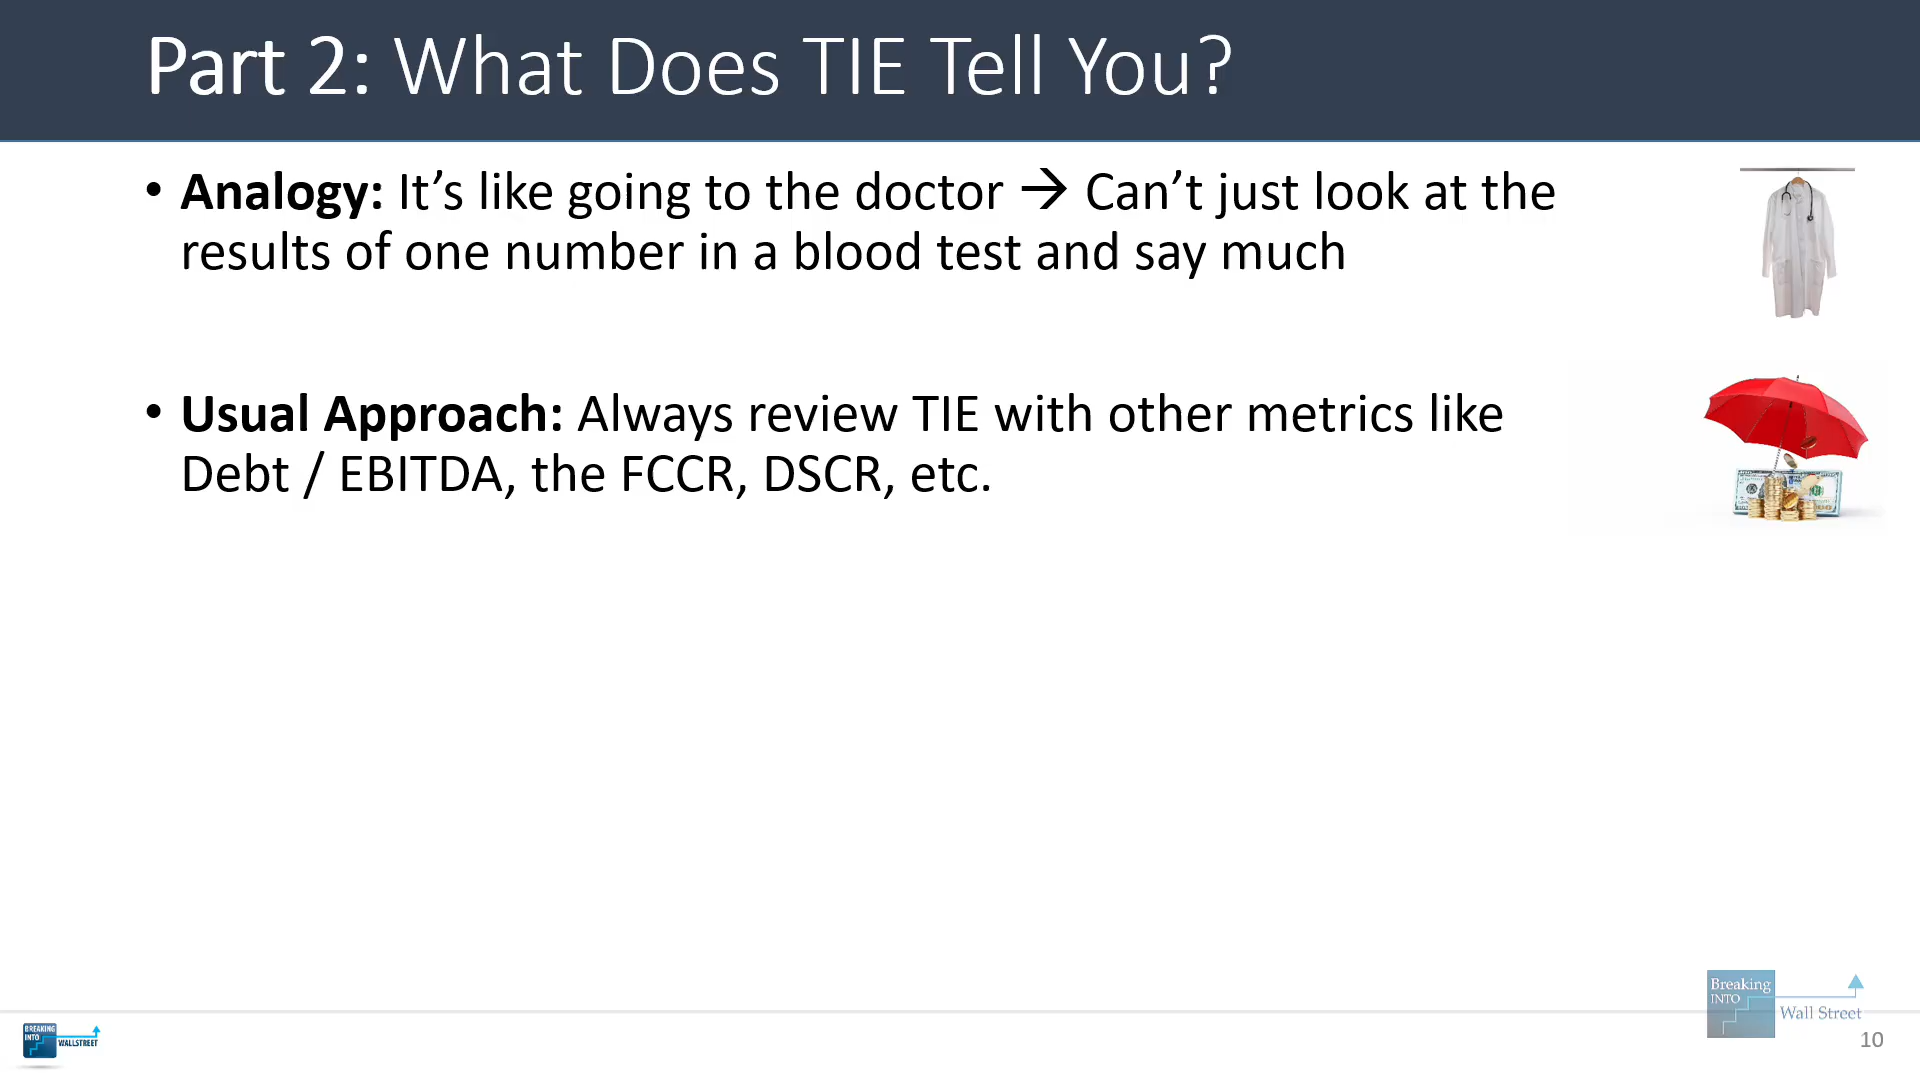 Part 2: What Does TIE Tell You?
• Analogy: It’s like going to the doctor → Can’t just look at the
results of one number in a blood test and say much
• Usual Approach: Always review TIE with other metrics like
Debt / EBITDA, the FCCR, DSCR, etc.
Breaking
INTO
Wall Street
BREAKING
INTO
WALLSTREET
10